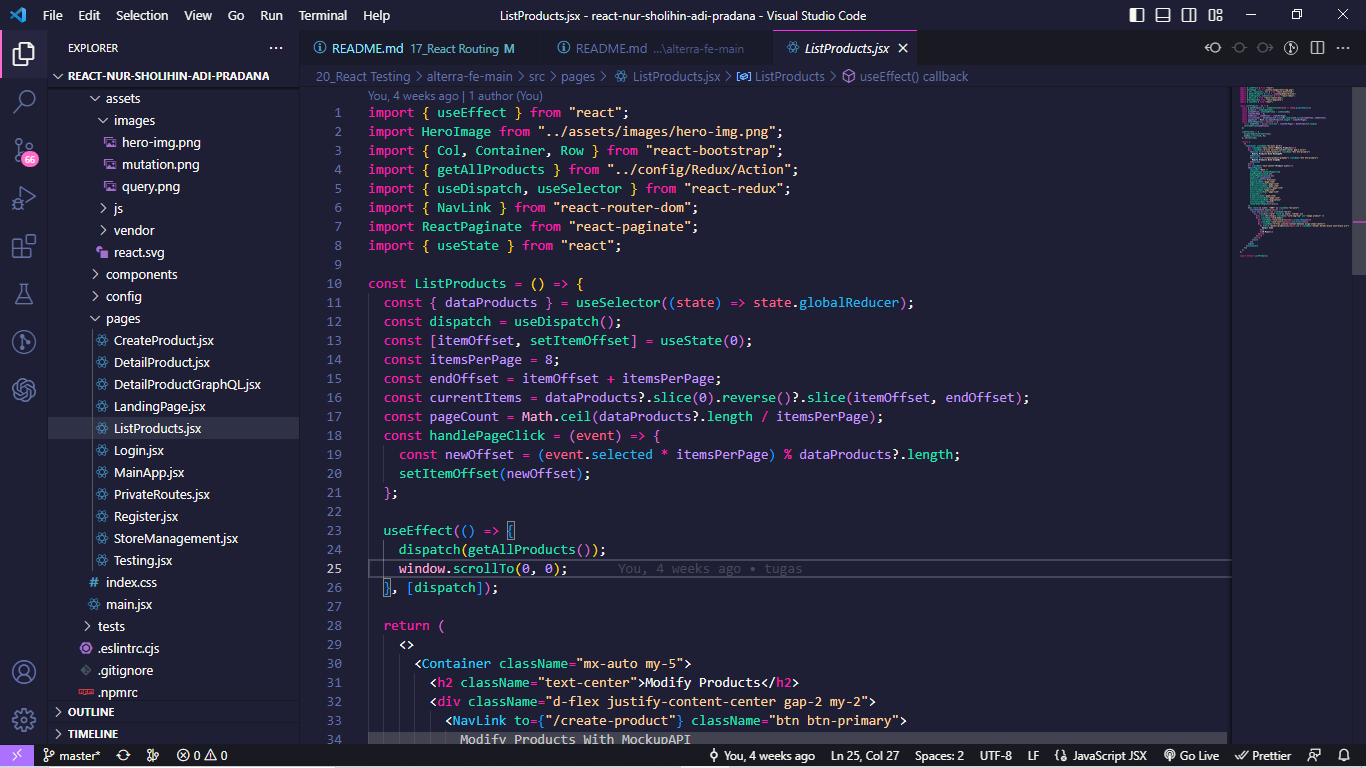 File Edit Selection View Go Run Terminal Help
ListProducts.jsx - react-nur-sholihin-adi-pradana - Visual Studio Code
EXPLORER
REACT-NUR-SHOLIHIN-ADI-PRADANA
assets
images
hero-img.png
mutation.png
query.png
js
vendor
react.svg
components
config
pages
CreateProduct.jsx
DetailProduct.jsx
DetailProductGraphQL.jsx
LandingPage.jsx
ListProducts.jsx
Login.jsx
MainApp.jsx
PrivateRoutes.jsx
Register.jsx
StoreManagement.jsx
Testing.jsx
index.css
main.jsx
tests
.eslintrc.cjs
.gitignore
.npmrc
OUTLINE
TIMELINE
66
README.md 17_React Routing M
README.md ...\alterra-fe-main
ListProducts.jsx
20_React Testing > alterra-fe-main > src > pages > ListProducts.jsx > ListProducts > useEffect() callback
You, 4 weeks ago | 1 author (You)
1 import { useEffect } from "react";
2 import HeroImage from "../assets/images/hero-img.png";
3 import { Col, Container, Row } from "react-bootstrap";
4 import { getAllProducts } from "../config/Redux/Action";
5 import { useDispatch, useSelector } from "react-redux";
6 import { NavLink } from "react-router-dom";
7 import ReactPaginate from "react-paginate";
8 import { useState } from "react";
9
10 const ListProducts = () => {
11 const { dataProducts } = useSelector((state) => state.globalReducer);
12 const dispatch = useDispatch();
13 const [itemOffset, setItemOffset] = useState(0);
14 const itemsPerPage = 8;
15 const endOffset = itemOffset + itemsPerPage;
16 const currentItems = dataProducts?.slice(0).reverse()?.slice(itemOffset, endOffset);
17 const pageCount = Math.ceil(dataProducts?.length / itemsPerPage);
18 const handlePageClick = (event) => {
19 const newOffset = (event.selected * itemsPerPage) % dataProducts?.length;
20 setItemOffset(newOffset);
21 };
22
23 useEffect(() => {
24 dispatch(getAllProducts());
25 window.scrollTo(0, 0); You, 4 weeks ago • tugas
26 }, [dispatch]);
27
28 return (
29 <>
30 <Container className="mx-auto my-5">
31 <h2 className="text-center">Modify Products</h2>
32 <div className="d-flex justify-content-center gap-2 my-2">
33 <NavLink to={"/create-product"} className="btn btn-primary">
34 Modify Products With MockupAPI
master* 0 0 You, 4 weeks ago Ln 25, Col 27 Spaces: 2 UTF-8 LF JavaScript JSX Go Live Prettier